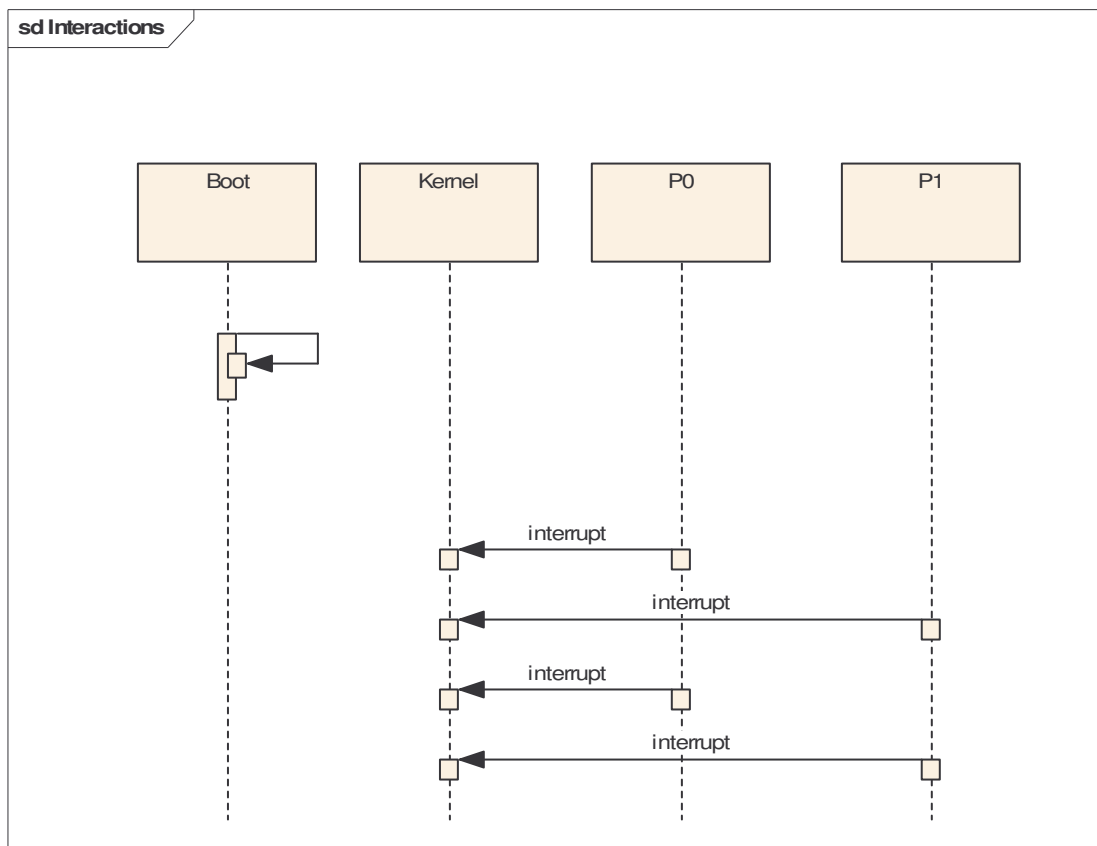 sd Interactions
Boot
Kernel
P0
P1
interrupt
interrupt
interrupt
interrupt